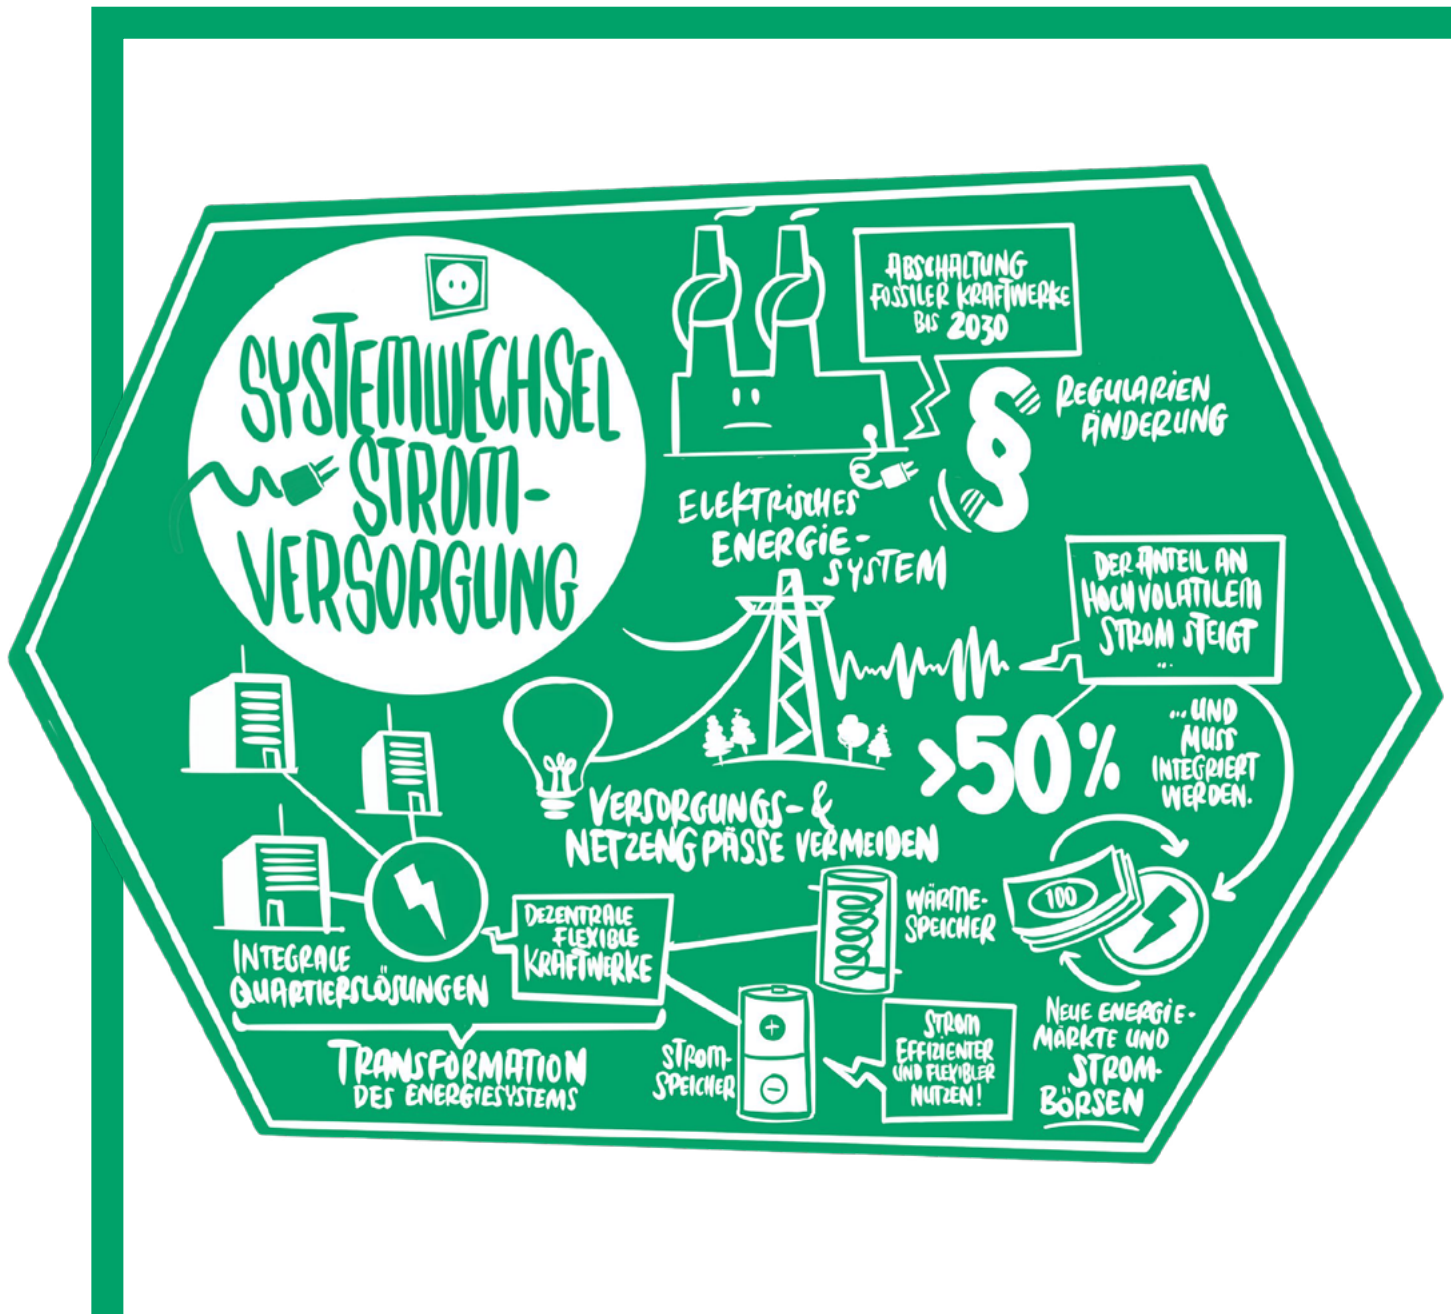 SYSTEMWECHSEL
STROM-
VERSORGUNG
ABSCHALTUNG
FOSSILER KRAFTWERKE
BIS 2030
§
REGULARIEN
ÄNDERUNG
ELEKTRISCHES
ENERGIE-
SYSTEM
DER ANTEIL AN
HOCHVOLATILEM
STROM STEIGT
...
>50%
...UND
MUSS
INTEGRIERT
WERDEN.
VERSORGUNGS- &
NETZENGPÄSSE VERMEIDEN
INTEGRALE
QUARTIERSLÖSUNGEN
DEZENTRALE
FLEXIBLE
KRAFTWERKE
TRANSFORMATION
DES ENERGIESYSTEMS
WÄRME-
SPEICHER
STROM-
SPEICHER
+
-
STROM
EFFIZIENTER
UND FLEXIBLER
NUTZEN!
100
NEUE ENERGIE-
MÄRKTE UND
STROM-
BÖRSEN